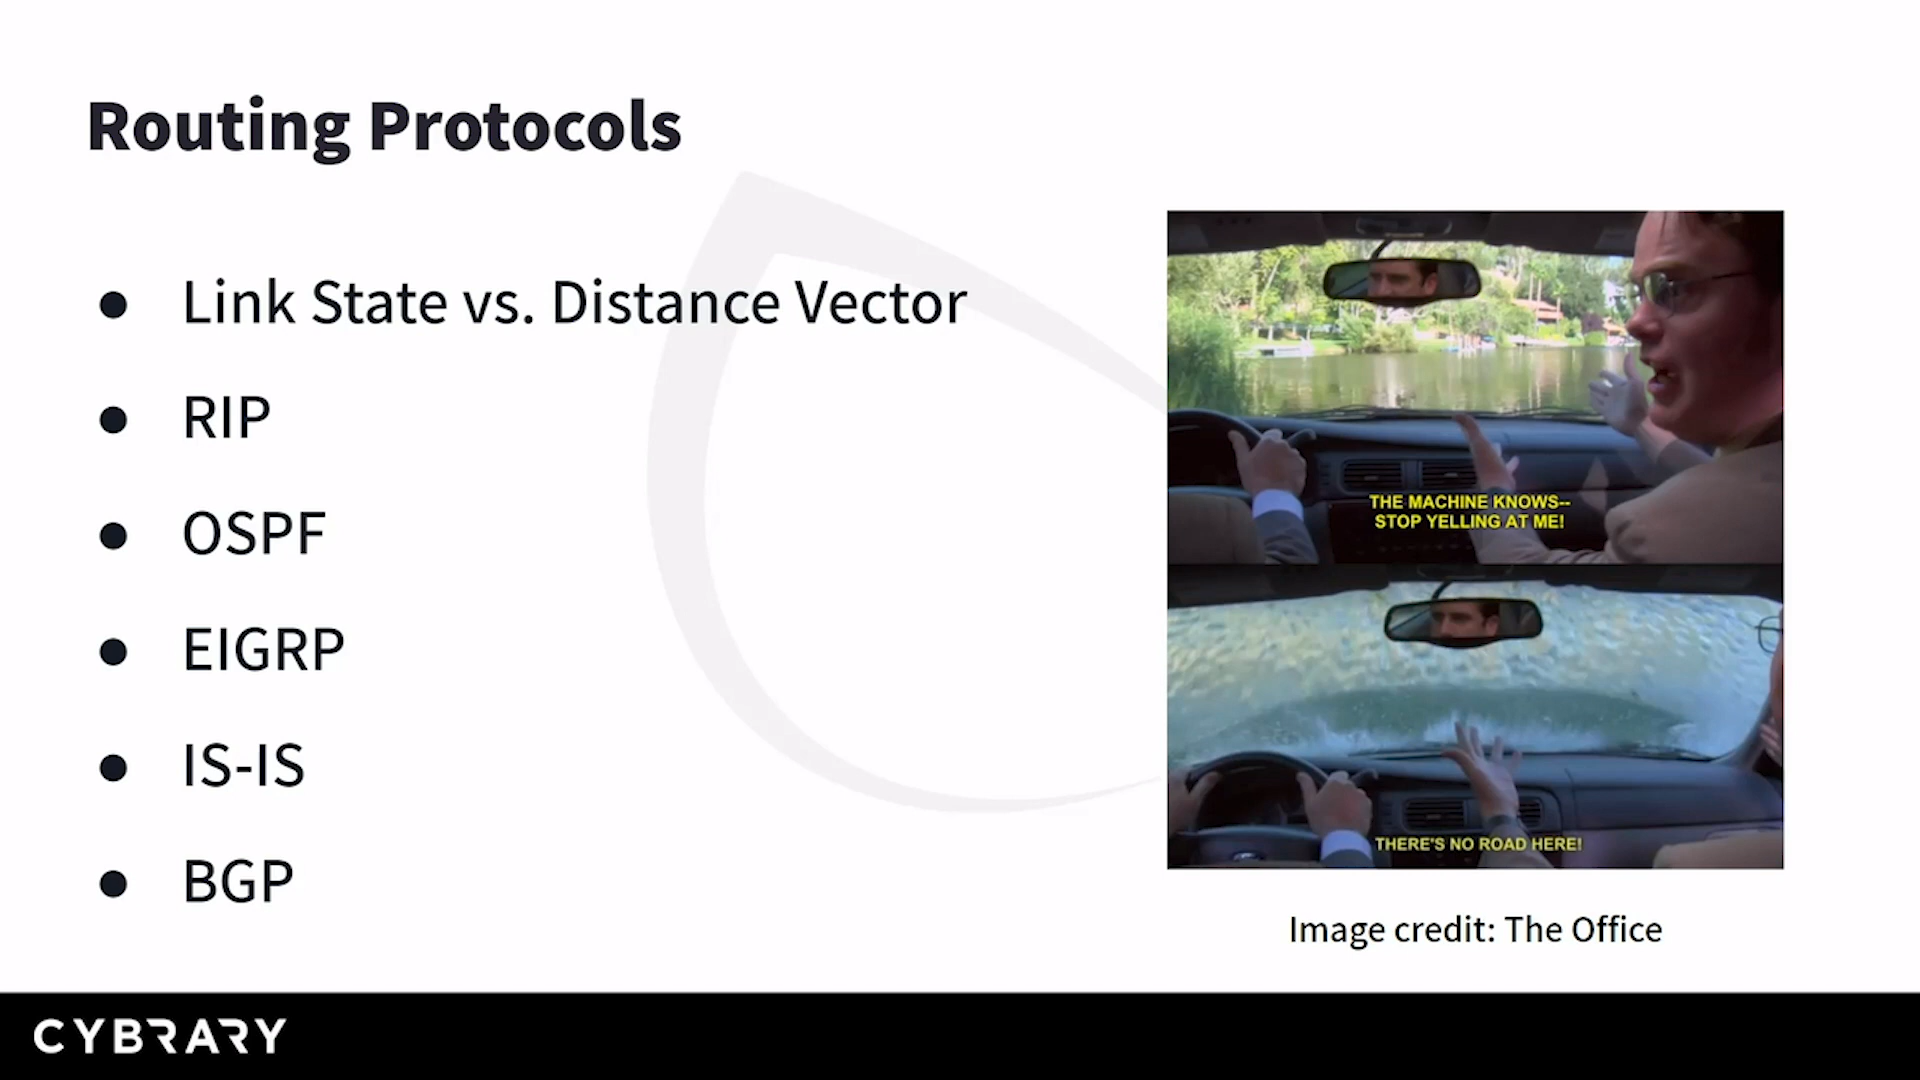 Routing Protocols
● Link State vs. Distance Vector
● RIP
● OSPF
● EIGRP
● IS-IS
● BGP
THE MACHINE KNOWS--
STOP YELLING AT ME!
THERE'S NO ROAD HERE!
Image credit: The Office
CYBRARY